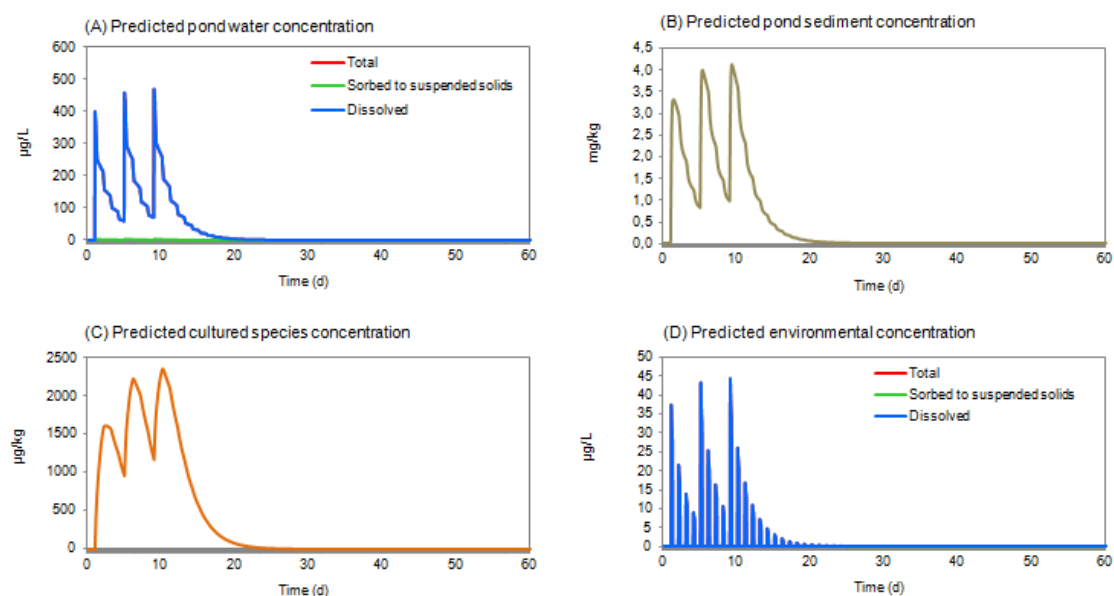 (A) Predicted pond water concentration
600
500
400
300
200
100
0
µg/L
Total
Sorbed to suspended solids
Dissolved
0 10 20 30 40 50 60
Time (d)
(B) Predicted pond sediment concentration
4,5
4,0
3,5
3,0
2,5
2,0
1,5
1,0
0,5
0,0
mg/kg
0 10 20 30 40 50 60
Time (d)
(C) Predicted cultured species concentration
2500
2000
1500
1000
500
0
µg/kg
0 10 20 30 40 50 60
Time (d)
(D) Predicted environmental concentration
50
45
40
35
30
25
20
15
10
5
0
µg/L
Total
Sorbed to suspended solids
Dissolved
0 10 20 30 40 50 60
Time (d)